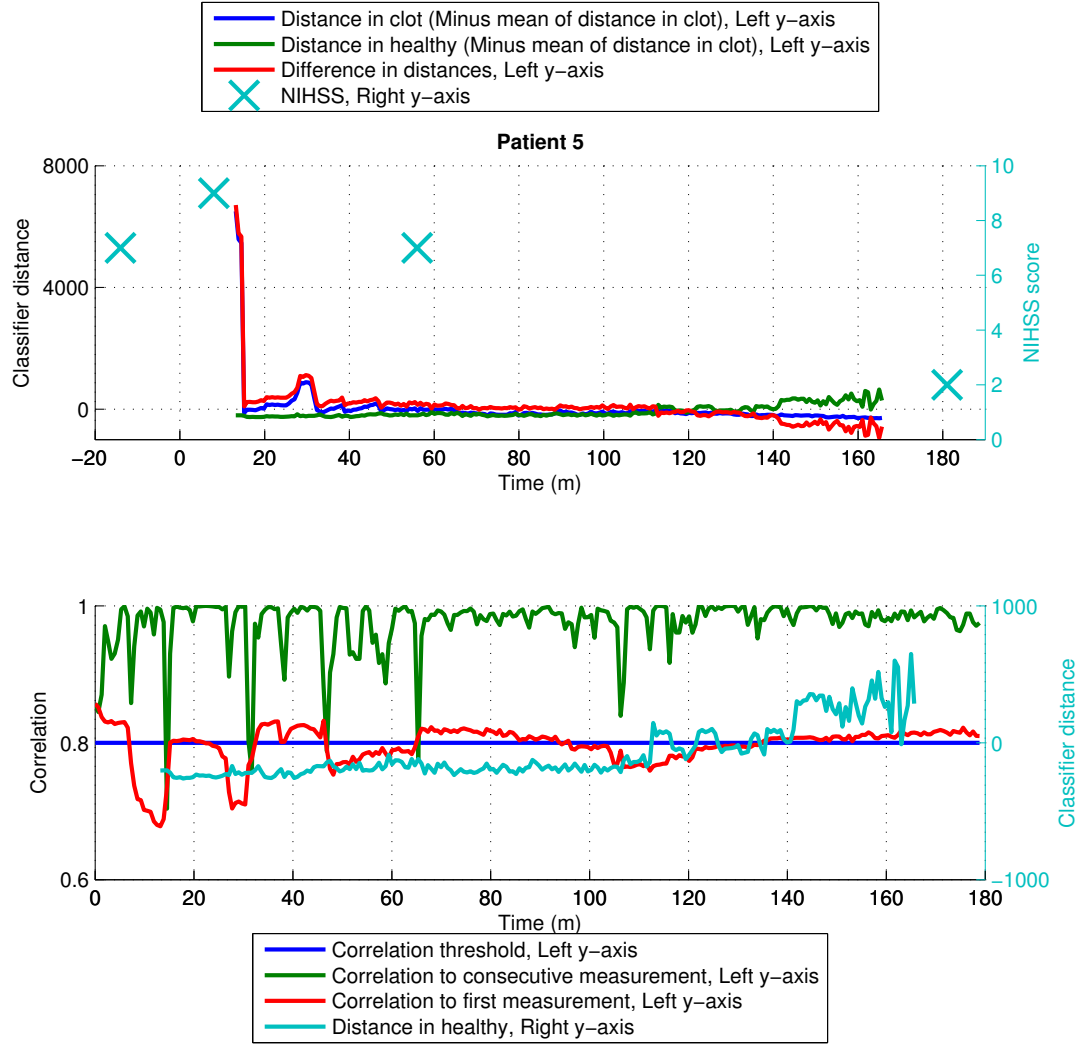 Distance in clot (Minus mean of distance in clot), Left y−axis
Distance in healthy (Minus mean of distance in clot), Left y−axis
Difference in distances, Left y−axis
NIHSS, Right y−axis
Patient 5
8000
4000
0
Classifier distance
10
8
6
4
2
0
NIHSS score
−20 0 20 40 60 80 100 120 140 160 180
Time (m)
1
0.8
0.6
Correlation
1000
0
−1000
Classifier distance
0 20 40 60 80 100 120 140 160 180
Time (m)
Correlation threshold, Left y−axis
Correlation to consecutive measurement, Left y−axis
Correlation to first measurement, Left y−axis
Distance in healthy, Right y−axis